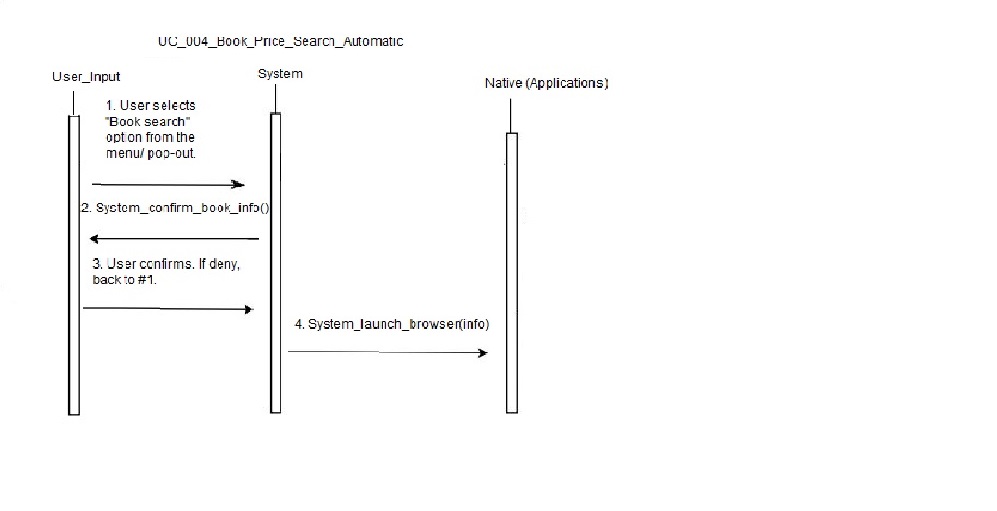 UC_004_Book_Price_Search_Automatic
User_Input
System
Native (Applications)
1. User selects
"Book search"
option from the
menu/ pop-out.
2. System_confirm_book_info()
3. User confirms. If deny,
back to #1.
4. System_launch_browser(info)